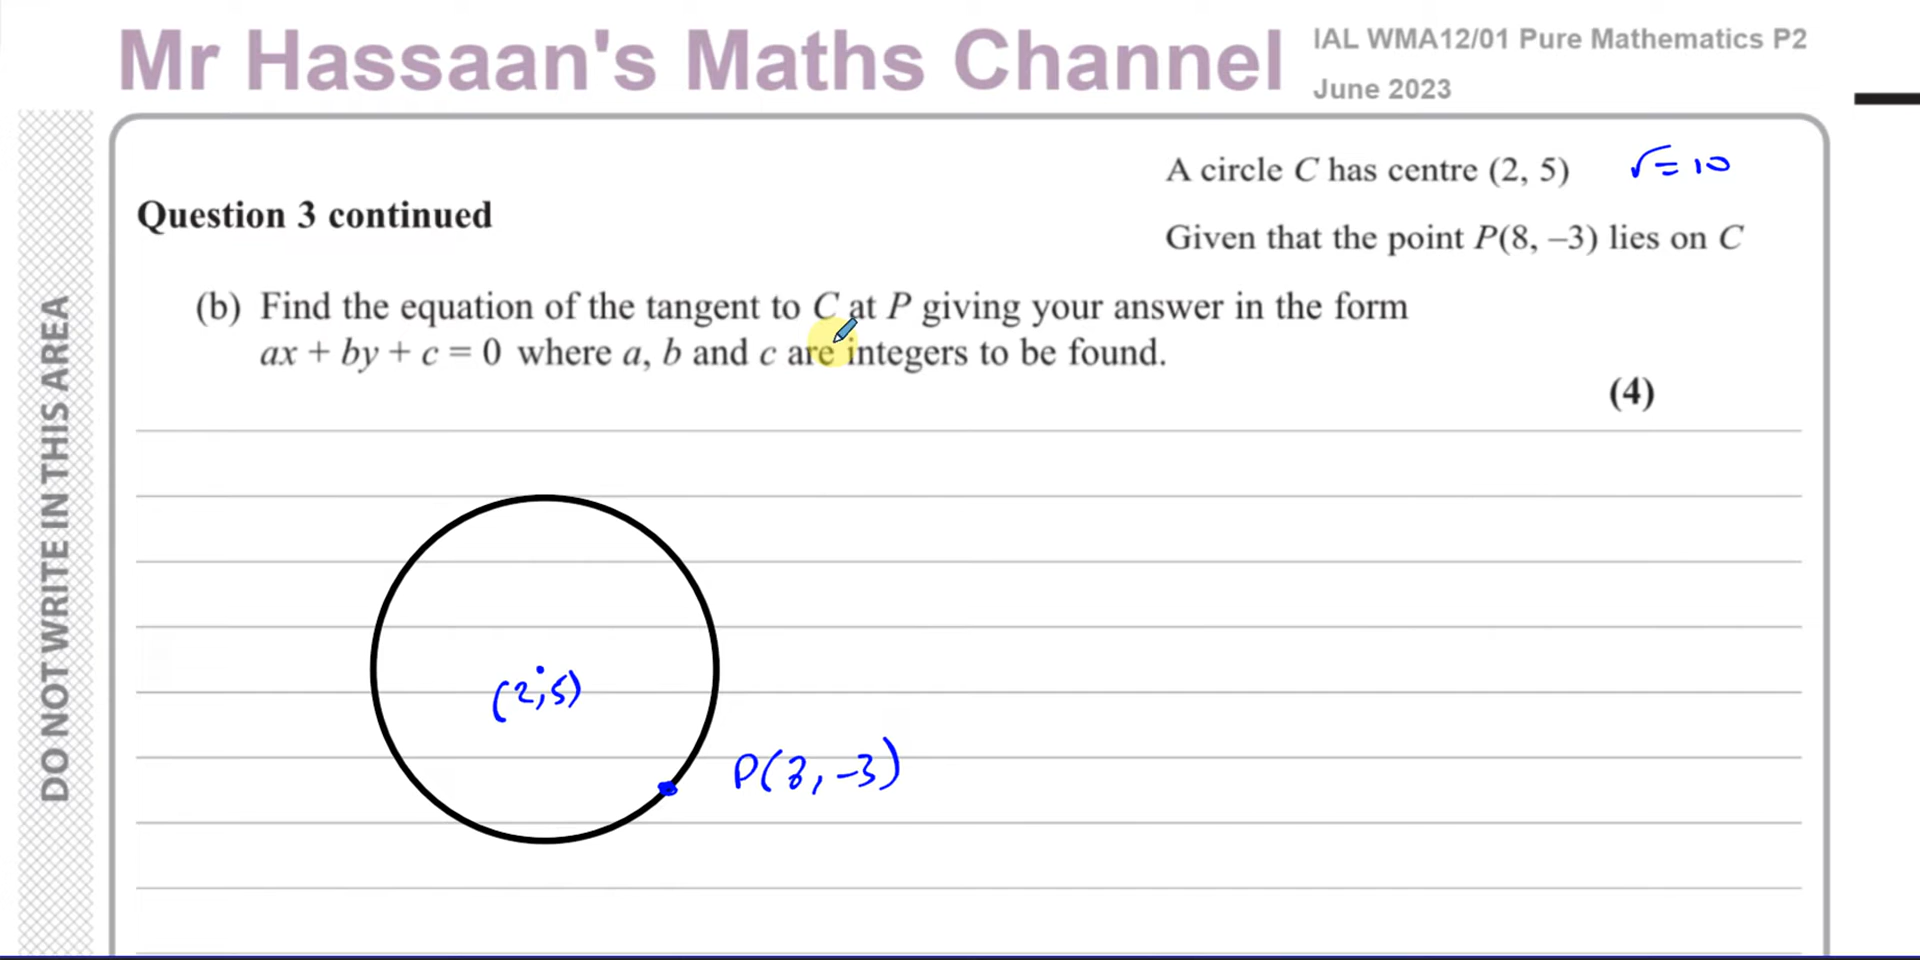 Mr Hassaan's Maths Channel
IAL WMA12/01 Pure Mathematics P2
June 2023
A circle C has centre (2, 5)
r = 10
Question 3 continued
Given that the point P(8, –3) lies on C
(b) Find the equation of the tangent to C at P giving your answer in the form
ax + by + c = 0 where a, b and c are integers to be found.
(4)
(2,5)
P(8, -3)
DO NOT WRITE IN THIS AREA